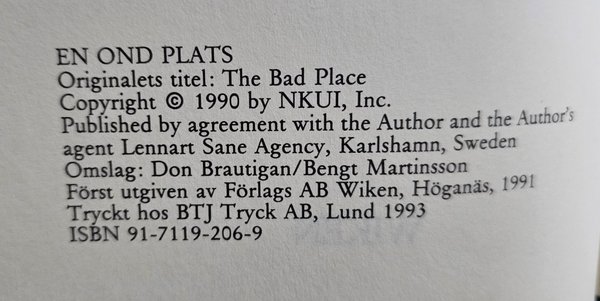 EN OND PLATS
Originalets titel: The Bad Place
Copyright © 1990 by NKUI, Inc.
Published by agreement with the Author and the Author's
agent Lennart Sane Agency, Karlshamn, Sweden
Omslag: Don Brautigan/Bengt Martinsson
Först utgiven av Förlags AB Wiken, Höganäs, 1991
Tryckt hos BTJ Tryck AB, Lund 1993
ISBN 91-7119-206-9